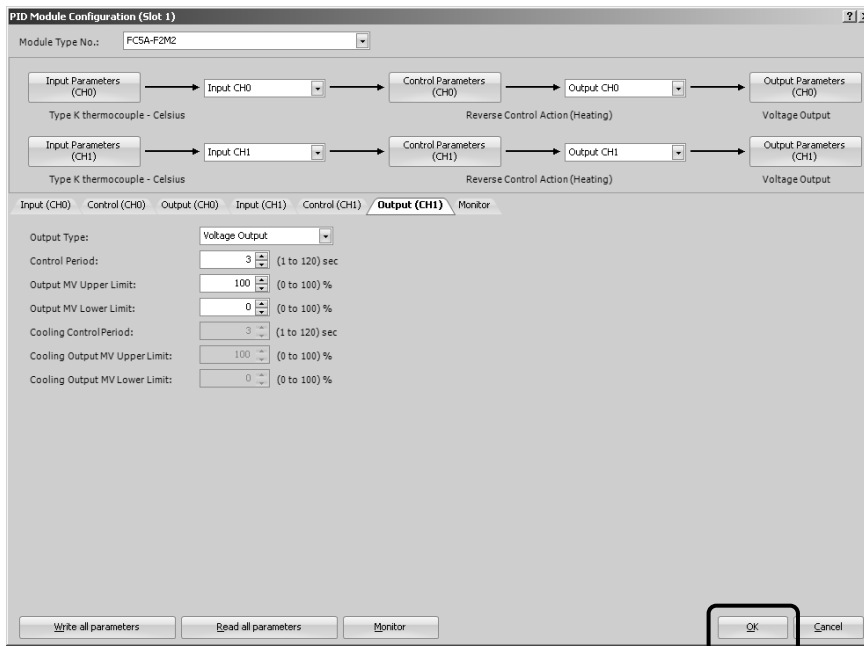 PID Module Configuration (Slot 1)
Module Type No.: FC5A-F2M2
Input Parameters (CH0) Input CH0 Control Parameters (CH0) Output CH0 Output Parameters (CH0)
Type K thermocouple - Celsius Reverse Control Action (Heating) Voltage Output
Input Parameters (CH1) Input CH1 Control Parameters (CH1) Output CH1 Output Parameters (CH1)
Type K thermocouple - Celsius Reverse Control Action (Heating) Voltage Output
Input (CH0) Control (CH0) Output (CH0) Input (CH1) Control (CH1) Output (CH1) Monitor
Output Type: Voltage Output
Control Period: 3 (1 to 120) sec
Output MV Upper Limit: 100 (0 to 100) %
Output MV Lower Limit: 0 (0 to 100) %
Cooling Control Period: 3 (1 to 120) sec
Cooling Output MV Upper Limit: 100 (0 to 100) %
Cooling Output MV Lower Limit: 0 (0 to 100) %
Write all parameters Read all parameters Monitor OK Cancel